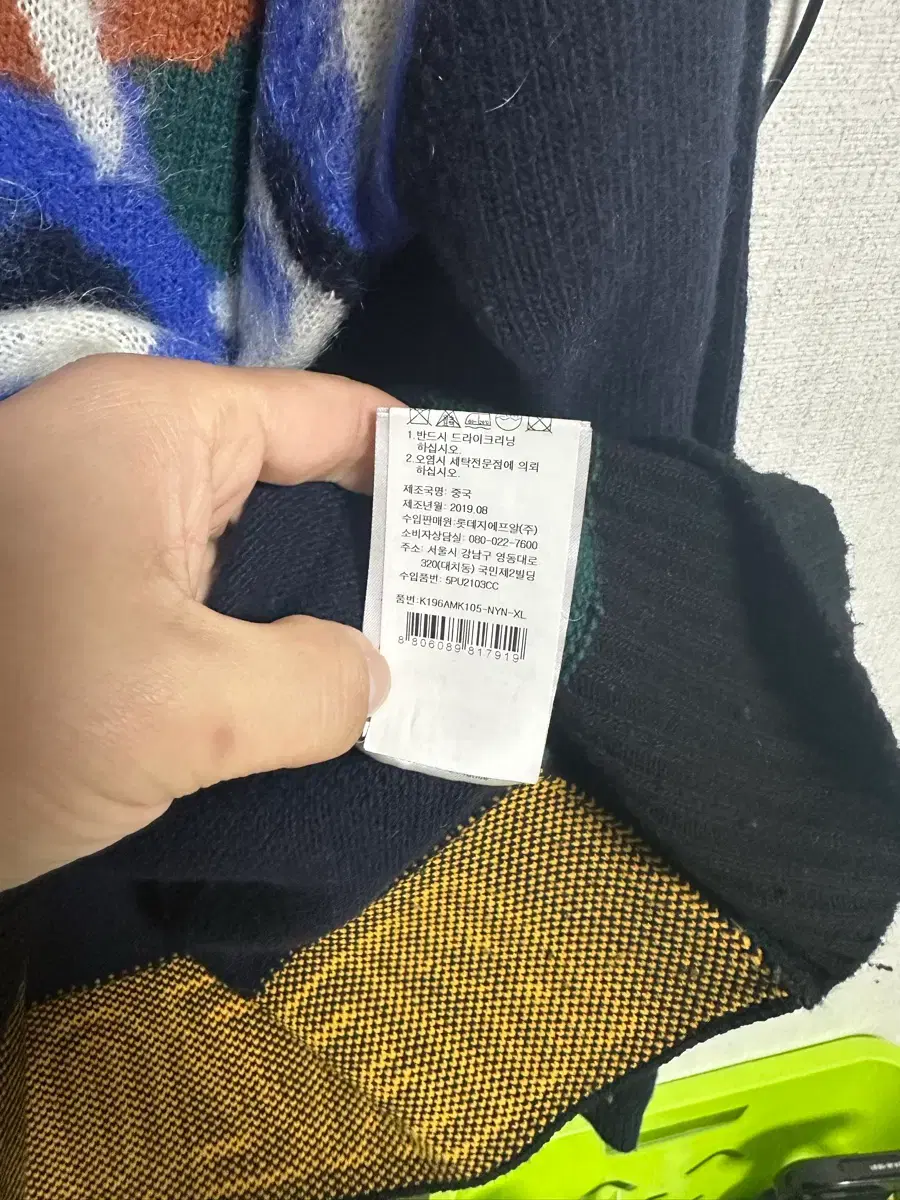 1.반드시 드라이크리닝
하십시오.
2.오염시 세탁전문점에 의뢰
하십시오.
제조국명: 중국
제조년월: 2019.08
수입판매원:롯데지에프알(주)
소비자상담실: 080-022-7600
주소: 서울시 강남구 영동대로
320(대치동) 국민제2빌딩
수입품번: 5PU2103CC
품번:K196AMK105-NYN-XL
8 806089 817919